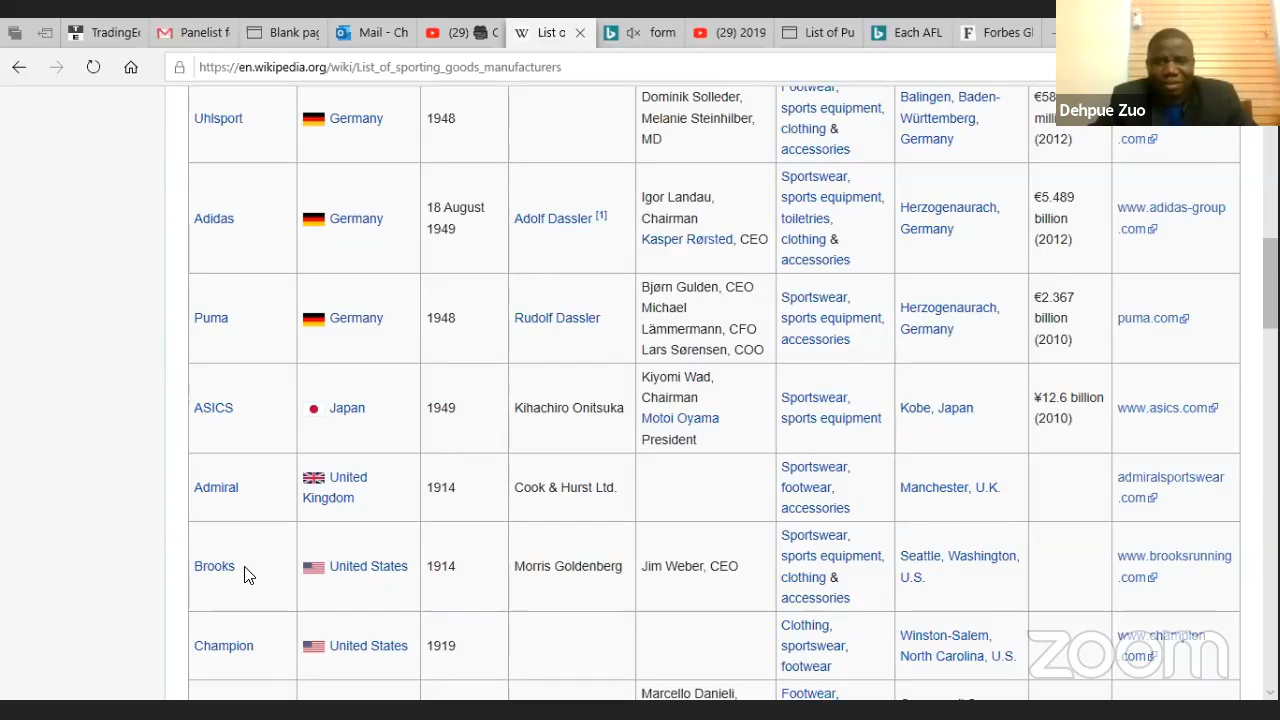 TradingEc
Panelist f
Blank pag
Mail - Ch
(29)
List o
form
(29) 2019
List of Pu
Each AFL
Forbes Gl
https://en.wikipedia.org/wiki/List_of_sporting_goods_manufacturers
Dehpue Zuo
Uhlsport
Germany
1948
Dominik Solleder,
Melanie Steinhilber,
MD
Footwear,
sports equipment,
clothing &
accessories
Balingen, Baden-
Württemberg,
Germany
(2012)
.com
Adidas
Germany
18 August
1949
Adolf Dassler [1]
Igor Landau,
Chairman
Kasper Rørsted, CEO
Sportswear,
sports equipment,
toiletries,
clothing &
accessories
Herzogenaurach,
Germany
€5.489
billion
(2012)
www.adidas-group
.com
Puma
Germany
1948
Rudolf Dassler
Bjørn Gulden, CEO
Michael
Lämmermann, CFO
Lars Sørensen, COO
Sportswear,
sports equipment,
accessories
Herzogenaurach,
Germany
€2.367
billion
(2010)
puma.com
ASICS
Japan
1949
Kihachiro Onitsuka
Kiyomi Wad,
Chairman
Motoi Oyama
President
Sportswear,
sports equipment
Kobe, Japan
¥12.6 billion
(2010)
www.asics.com
Admiral
United
Kingdom
1914
Cook & Hurst Ltd.
Sportswear,
footwear,
accessories
Manchester, U.K.
admiralsportswear
.com
Brooks
United States
1914
Morris Goldenberg
Jim Weber, CEO
Sportswear,
sports equipment,
clothing &
accessories
Seattle, Washington,
U.S.
www.brooksrunning
.com
Champion
United States
1919
Clothing,
sportswear,
footwear
Winston-Salem,
North Carolina, U.S.
www.champion
.com
zoom
Marcello Danieli,
Footwear,